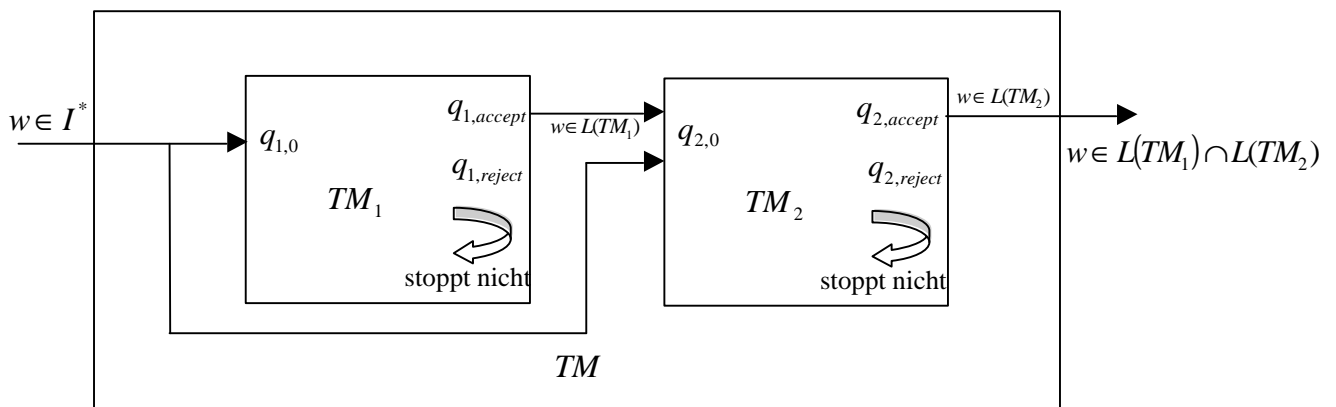 w ∈ I*
q₁,₀
q₁,accept
w∈ L(TM₁)
q₁,reject
TM₁
stoppt nicht
q₂,₀
q₂,accept
w∈ L(TM₂)
q₂,reject
TM₂
stoppt nicht
w ∈ L(TM₁) ∩ L(TM₂)
TM